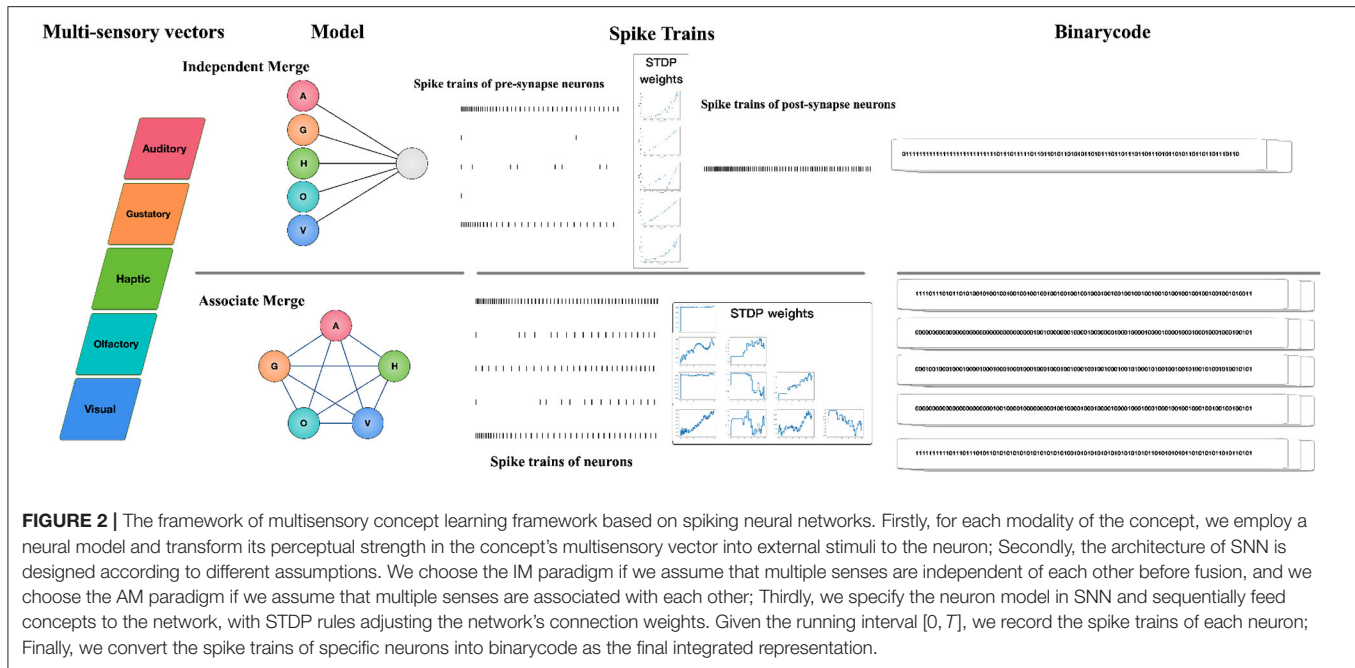 Multi-sensory vectors
Model
Spike Trains
Binarycode
Independent Merge
A
G
H
O
V
Spike trains of pre-synapse neurons
STDP
weights
Spike trains of post-synapse neurons
Auditory
Gustatory
Haptic
Olfactory
Visual
Associate Merge
A
G
H
O
V
Spike trains of neurons
STDP weights
FIGURE 2 | The framework of multisensory concept learning framework based on spiking neural networks. Firstly, for each modality of the concept, we employ a
neural model and transform its perceptual strength in the concept's multisensory vector into external stimuli to the neuron; Secondly, the architecture of SNN is
designed according to different assumptions. We choose the IM paradigm if we assume that multiple senses are independent of each other before fusion, and we
choose the AM paradigm if we assume that multiple senses are associated with each other; Thirdly, we specify the neuron model in SNN and sequentially feed
concepts to the network, with STDP rules adjusting the network's connection weights. Given the running interval [0, T], we record the spike trains of each neuron;
Finally, we convert the spike trains of specific neurons into binarycode as the final integrated representation.